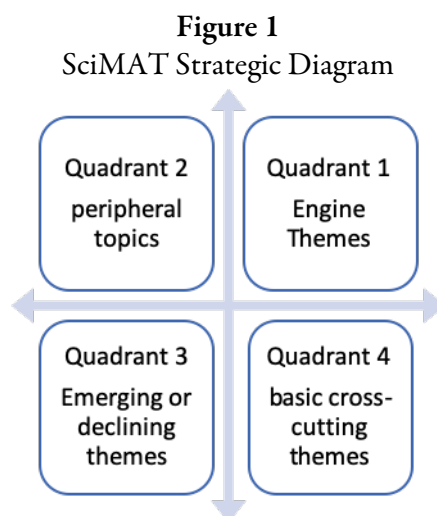 Figure 1
SciMAT Strategic Diagram
Quadrant 2
peripheral
topics
Quadrant 1
Engine
Themes
Quadrant 3
Emerging or
declining
themes
Quadrant 4
basic cross-
cutting
themes